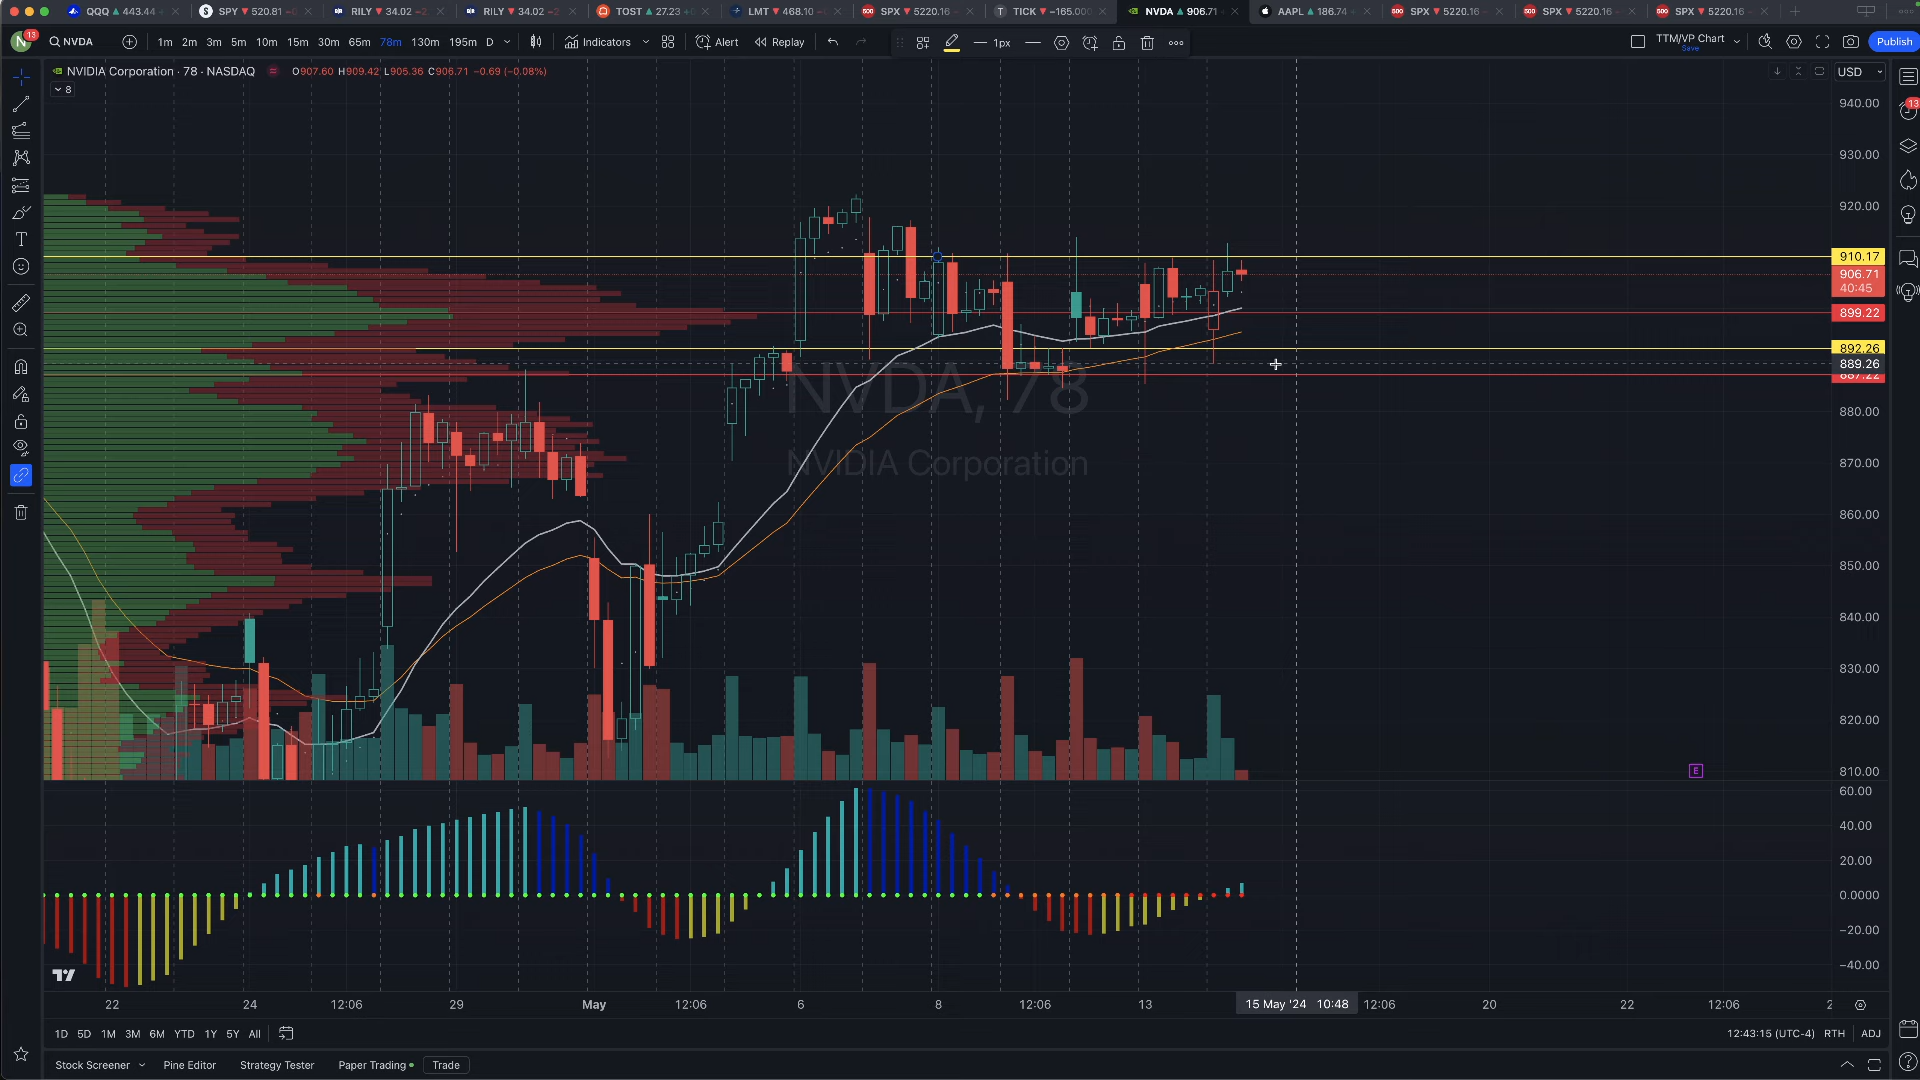 QQQ ▲ 443.44
SPY ▼ 520.81
RILY ▼ 34.02 −2
RILY ▼ 34.02 −2
TOST ▲ 27.23
LMT ▼ 468.10
SPX ▼ 5220.16
TICK ▼ −165.000
NVDA ▲ 906.71
AAPL ▲ 186.74
SPX ▼ 5220.16
SPX ▼ 5220.16
SPX ▼ 5220.16
N 13 NVDA 1m 2m 3m 5m 10m 15m 30m 65m 78m 130m 195m D Indicators Alert Replay 1px TTM/VP Chart Save Publish
NVIDIA Corporation · 78 · NASDAQ O907.60 H909.42 L905.36 C906.71 −0.69 (−0.08%)
USD
8
13
940.00
930.00
920.00
910.17
906.71
40:45
899.22
892.26
889.26
887.22
880.00
870.00
860.00
850.00
840.00
830.00
820.00
810.00
NVDA, 78
NVIDIA Corporation
E
60.00
40.00
20.00
0.0000
−20.00
−40.00
22 24 12:06 29 May 12:06 6 8 12:06 13 15 May '24 10:48 12:06 20 22 12:06 2
1D 5D 1M 3M 6M YTD 1Y 5Y All 12:43:15 (UTC-4) RTH ADJ
Stock Screener Pine Editor Strategy Tester Paper Trading Trade